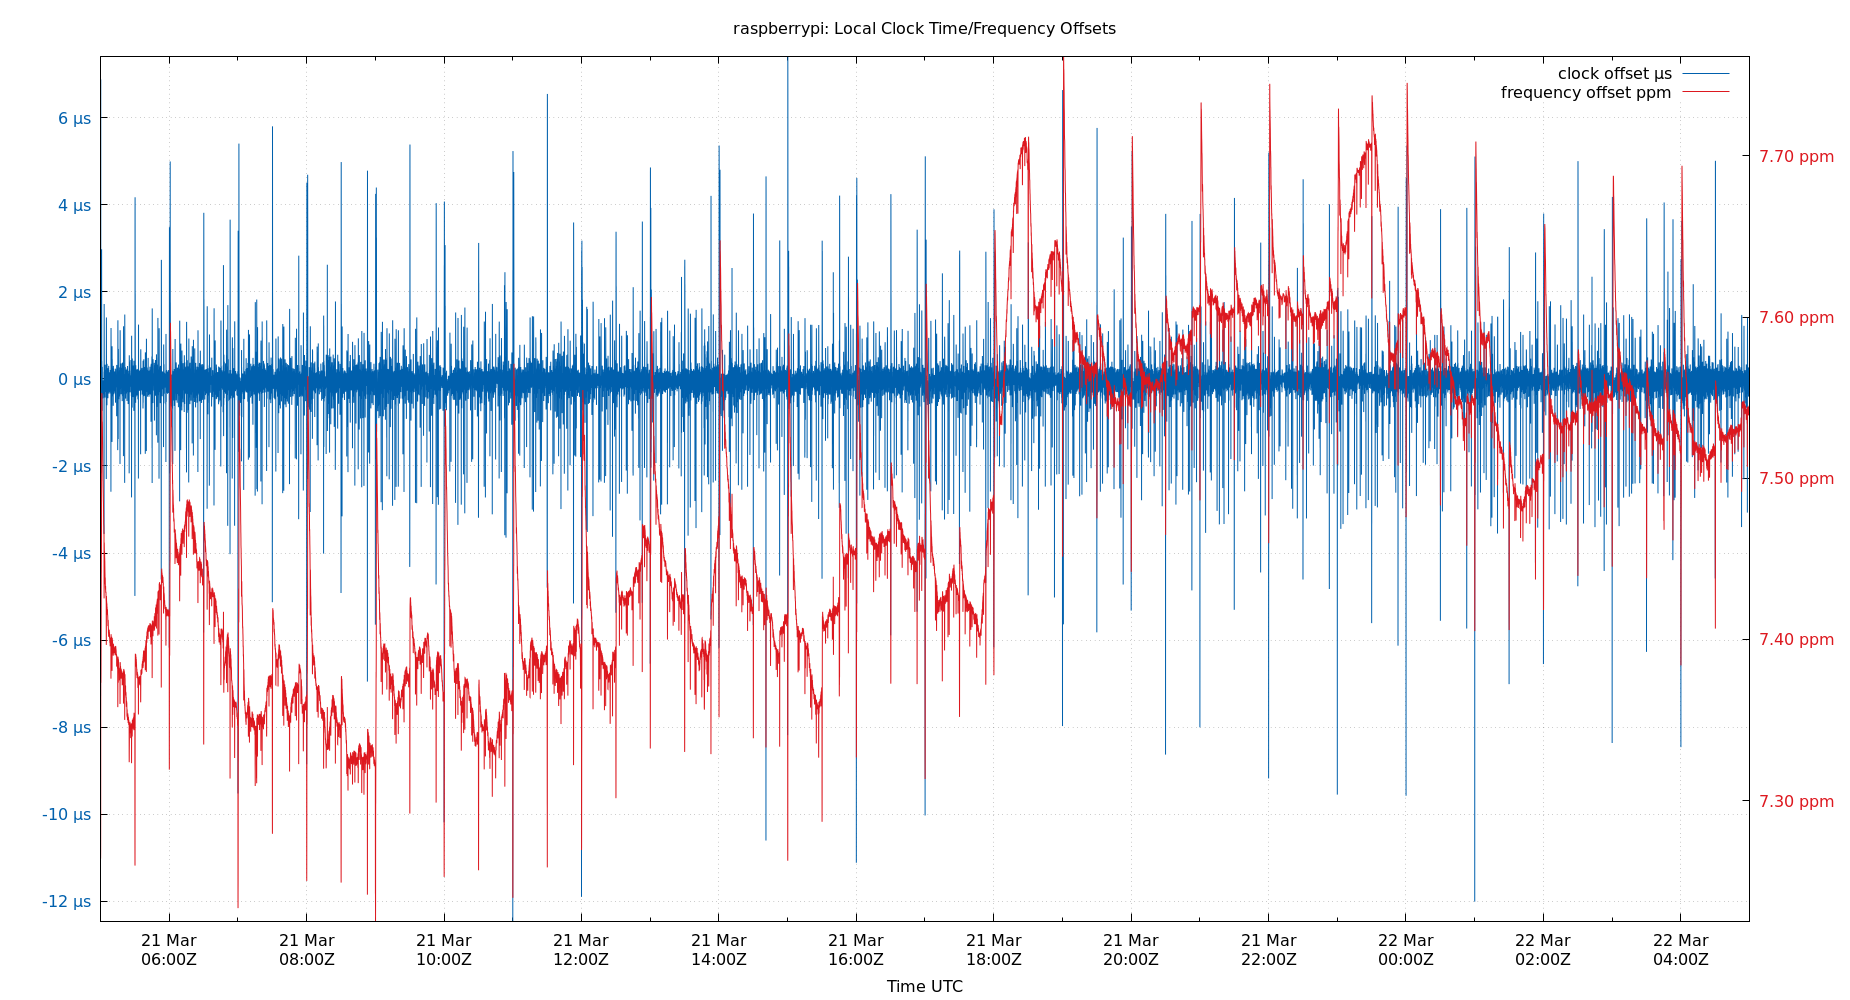 raspberrypi: Local Clock Time/Frequency Offsets
clock offset µs
frequency offset ppm
6 µs
4 µs
2 µs
0 µs
-2 µs
-4 µs
-6 µs
-8 µs
-10 µs
-12 µs
7.70 ppm
7.60 ppm
7.50 ppm
7.40 ppm
7.30 ppm
21 Mar
06:00Z
21 Mar
08:00Z
21 Mar
10:00Z
21 Mar
12:00Z
21 Mar
14:00Z
21 Mar
16:00Z
21 Mar
18:00Z
21 Mar
20:00Z
21 Mar
22:00Z
22 Mar
00:00Z
22 Mar
02:00Z
22 Mar
04:00Z
Time UTC